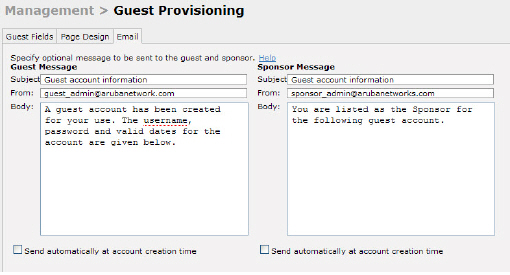 Management > Guest Provisioning
Guest Fields Page Design Email
Specify optional message to be sent to the guest and sponsor. Help
Guest Message
Subject Guest account information
From: guest_admin@arubanetwork.com
Body: A guest account has been created
for your use. The username,
password and valid dates for the
account are given below.
Send automatically at account creation time
Sponsor Message
Subject Guest account information
From: sponsor_admin@arubanetworks.com
Body: You are listed as the Sponsor for
the following guest account.
Send automatically at account creation time